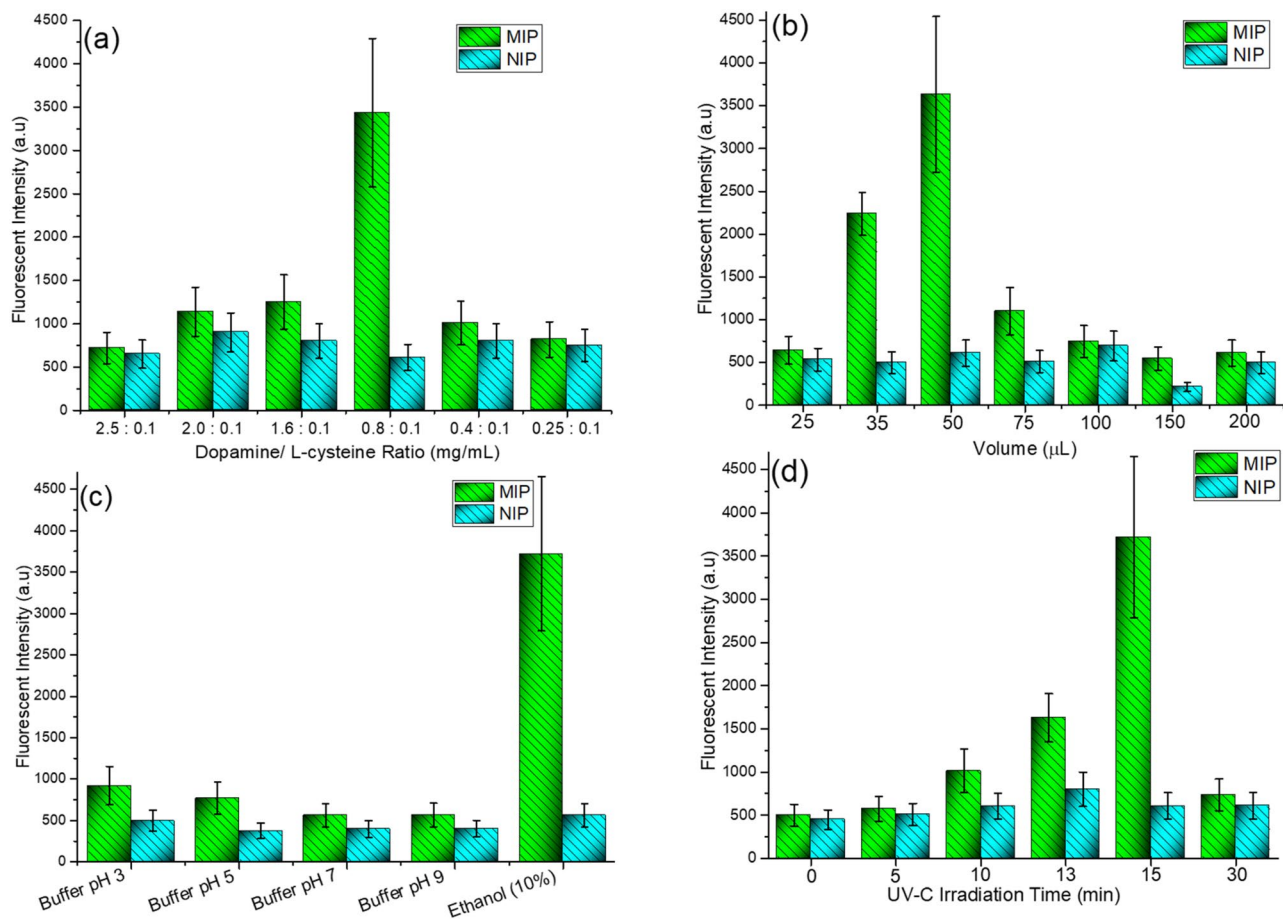 (a)
MIP
NIP
Fluorescent Intensity (a.u)
4500
4000
3500
3000
2500
2000
1500
1000
500
0
2.5 : 0.1 2.0 : 0.1 1.6 : 0.1 0.8 : 0.1 0.4 : 0.1 0.25 : 0.1
Dopamine/ L-cysteine Ratio (mg/mL)
(b)
MIP
NIP
Fluorescent Intensity (a.u)
4500
4000
3500
3000
2500
2000
1500
1000
500
0
25 35 50 75 100 150 200
Volume (μL)
(c)
MIP
NIP
Fluorescent Intensity (a.u)
4500
4000
3500
3000
2500
2000
1500
1000
500
0
Buffer pH 3 Buffer pH 5 Buffer pH 7 Buffer pH 9 Ethanol (10%)
(d)
MIP
NIP
Fluorescent Intensity (a.u)
4500
4000
3500
3000
2500
2000
1500
1000
500
0
0 5 10 13 15 30
UV-C Irradiation Time (min)